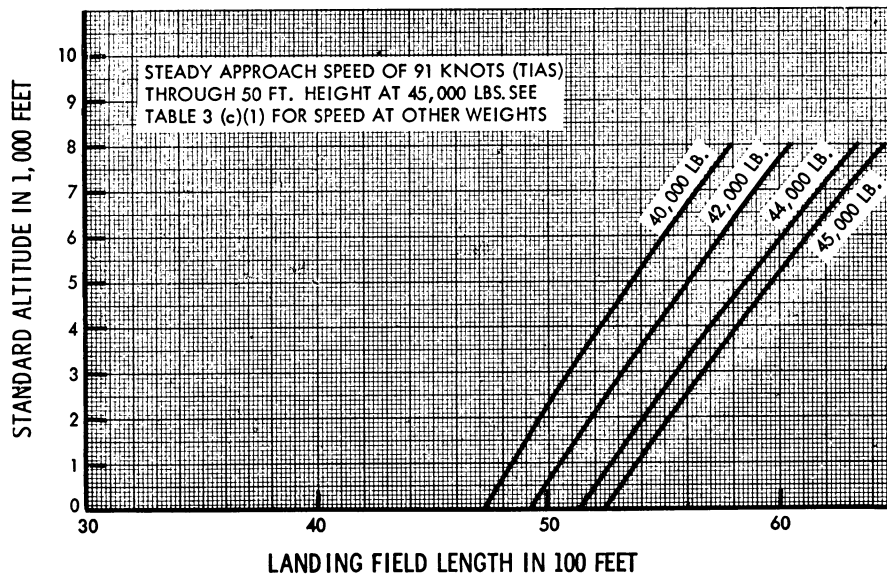 10
9
8
7
6
5
4
3
2
1
0
STANDARD ALTITUDE IN 1,000 FEET
STEADY APPROACH SPEED OF 91 KNOTS (TIAS)
THROUGH 50 FT. HEIGHT AT 45,000 LBS. SEE
TABLE 3 (c)(1) FOR SPEED AT OTHER WEIGHTS
40,000 LB.
42,000 LB.
44,000 LB.
45,000 LB.
30 40 50 60
LANDING FIELD LENGTH IN 100 FEET